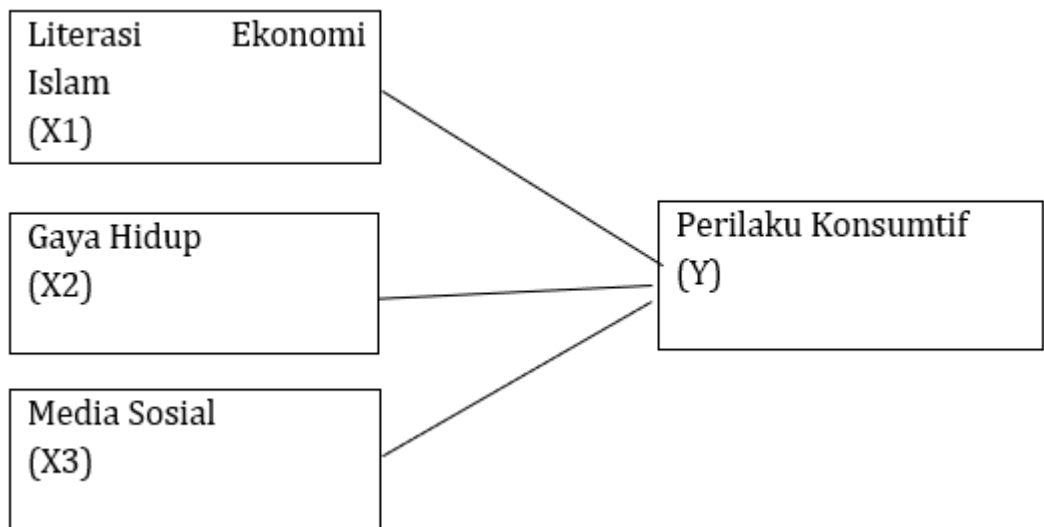 Literasi Ekonomi
Islam
(X1)
Gaya Hidup
(X2)
Media Sosial
(X3)
Perilaku Konsumtif
(Y)